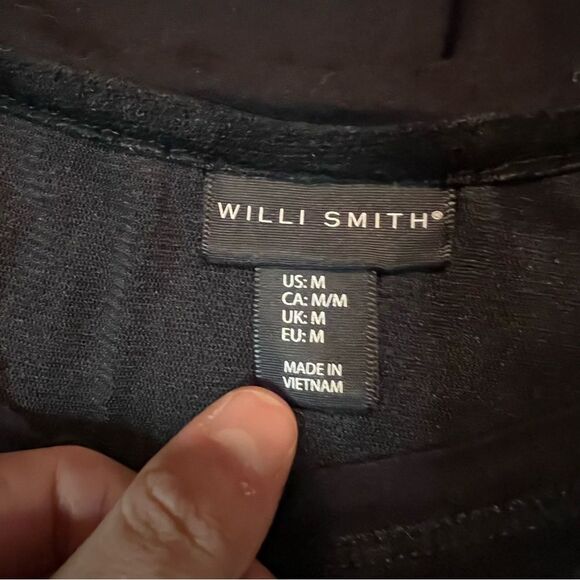 WILLI SMITH®
US: M
CA: M/M
UK: M
EU: M
MADE IN
VIETNAM